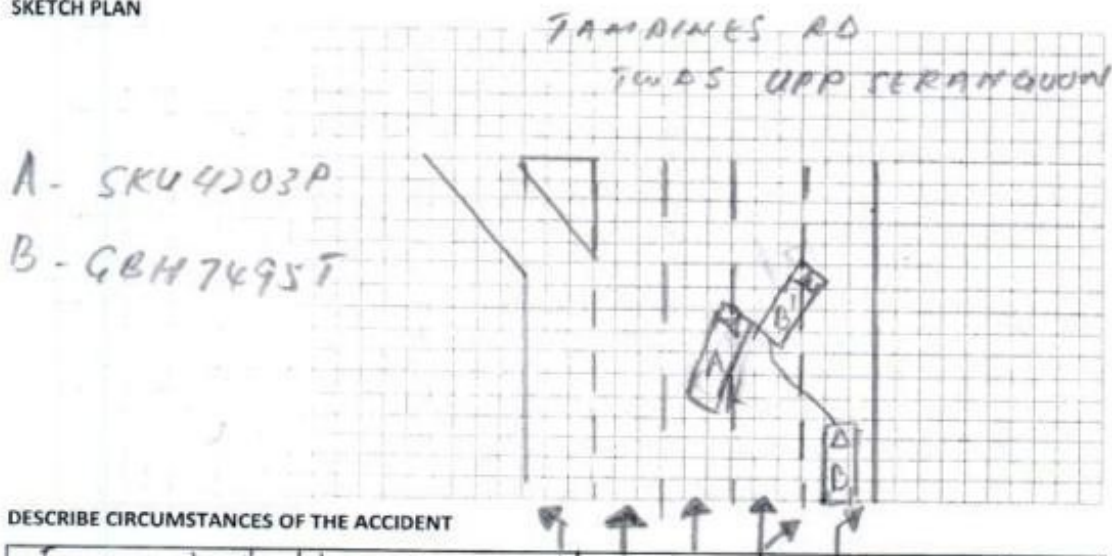 SKETCH PLAN
TAMPINES RD
TWDS UPP SERANGOON
A - SKU4203P
B - GBH7495T
B'
A
B
DESCRIBE CIRCUMSTANCES OF THE ACCIDENT